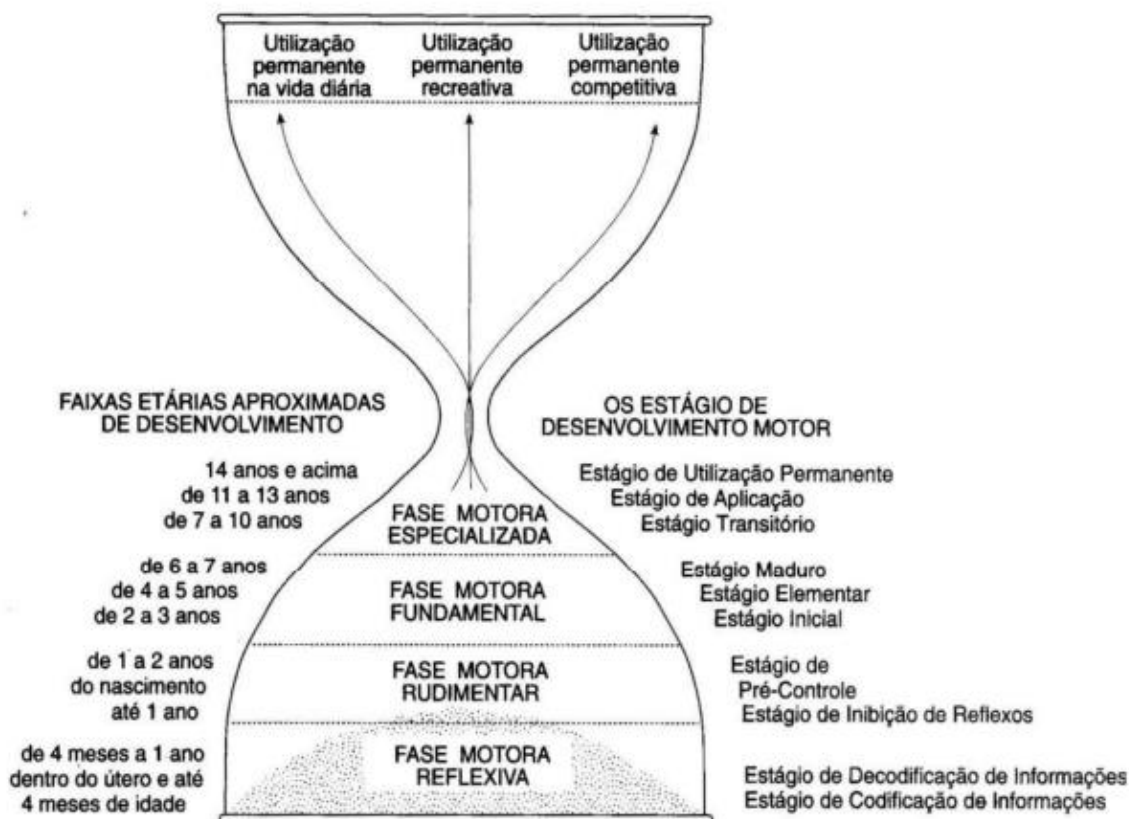 Utilização
permanente
na vida diária
Utilização
permanente
recreativa
Utilização
permanente
competitiva
FAIXAS ETÁRIAS APROXIMADAS
DE DESENVOLVIMENTO
OS ESTÁGIO DE
DESENVOLVIMENTO MOTOR
14 anos e acima
de 11 a 13 anos
de 7 a 10 anos
FASE MOTORA
ESPECIALIZADA
Estágio de Utilização Permanente
Estágio de Aplicação
Estágio Transitório
de 6 a 7 anos
de 4 a 5 anos
de 2 a 3 anos
FASE MOTORA
FUNDAMENTAL
Estágio Maduro
Estágio Elementar
Estágio Inicial
de 1 a 2 anos
do nascimento
até 1 ano
FASE MOTORA
RUDIMENTAR
Estágio de
Pré-Controle
Estágio de Inibição de Reflexos
de 4 meses a 1 ano
dentro do útero e até
4 meses de idade
FASE MOTORA
REFLEXIVA
Estágio de Decodificação de Informações
Estágio de Codificação de Informações